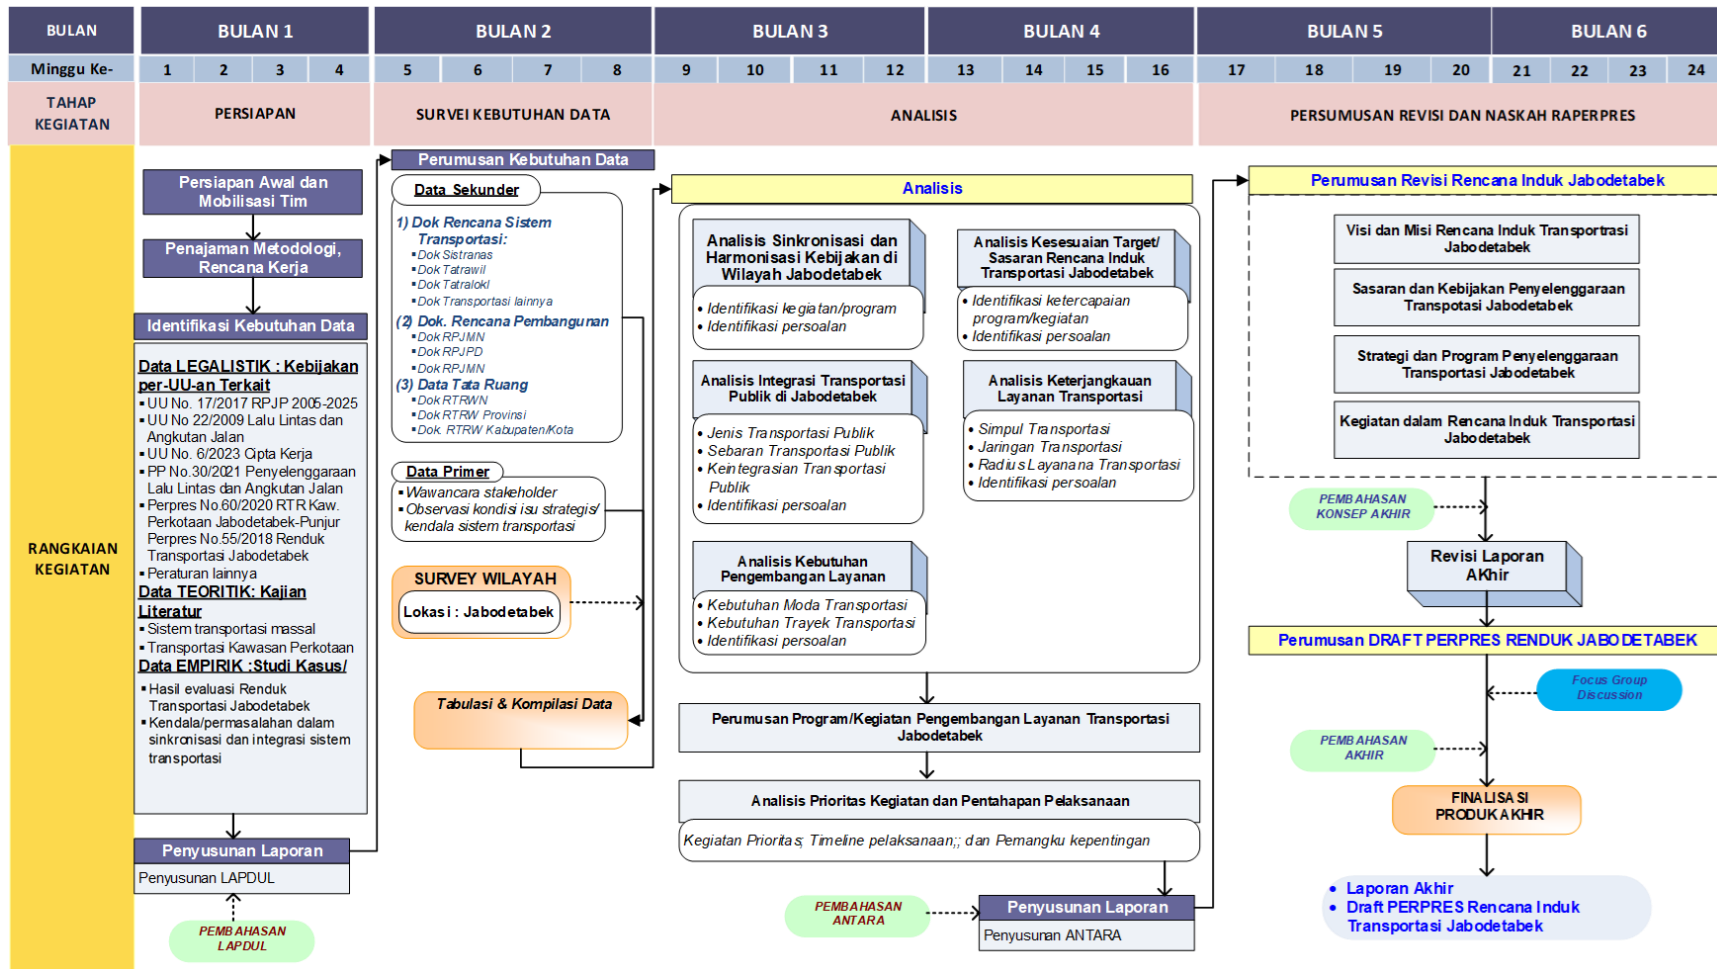 BULAN
BULAN 1
BULAN 2
BULAN 3
BULAN 4
BULAN 5
BULAN 6
Minggu Ke-
1 2 3 4 5 6 7 8 9 10 11 12 13 14 15 16 17 18 19 20 21 22 23 24
TAHAP
KEGIATAN
PERSIAPAN
SURVEI KEBUTUHAN DATA
ANALISIS
PERSUMUSAN REVISI DAN NASKAH RAPERPRES
RANGKAIAN
KEGIATAN
Persiapan Awal dan
Mobilisasi Tim
Penajaman Metodologi,
Rencana Kerja
Identifikasi Kebutuhan Data
Data LEGALISTIK : Kebijakan
per-UU-an Terkait
▪ UU No. 17/2017 RPJP 2005-2025
▪ UU No 22/2009 Lalu Lintas dan
Angkutan Jalan
▪ UU No. 6/2023 Cipta Kerja
▪ PP No.30/2021 Penyelenggaraan
Lalu Lintas dan Angkutan Jalan
▪ Perpres No.60/2020 RTR Kaw.
Perkotaan Jabodetabek-Punjur
Perpres No.55/2018 Renduk
Transportasi Jabodetabek
▪ Peraturan lainnya
Data TEORITIK: Kajian
Literatur
▪ Sistem transportasi massal
▪ Transportasi Kawasan Perkotaan
Data EMPIRIK :Studi Kasus/
▪ Hasil evaluasi Renduk
Transportasi Jabodetabek
▪ Kendala/permasalahan dalam
sinkronisasi dan integrasi sistem
transportasi
Penyusunan Laporan
Penyusunan LAPDUL
PEMBAHASAN
LAPDUL
Perumusan Kebutuhan Data
Data Sekunder
1) Dok Rencana Sistem
Transportasi:
▪ Dok Sistranas
▪ Dok Tatrawil
▪ Dok Tatralokl
▪ Dok Transportasi lainnya
(2) Dok. Rencana Pembangunan
▪ Dok RPJMN
▪ Dok RPJPD
▪ Dok RPJMN
(3) Data Tata Ruang
▪ Dok RTRWN
▪ Dok RTRW Provinsi
▪ Dok. RTRW Kabupaten/Kota
Data Primer
▪ Wawancara stakeholder
▪ Observasi kondisi isu strategis/
kendala sistem transportasi
SURVEY WILAYAH
Lokasi : Jabodetabek
Tabulasi & Kompilasi Data
Analisis
Analisis Sinkronisasi dan
Harmonisasi Kebijakan di
Wilayah Jabodetabek
• Identifikasi kegiatan/program
• Identifikasi persoalan
Analisis Kesesuaian Target/
Sasaran Rencana Induk
Transportasi Jabodetabek
• Identifikasi ketercapaian
program/kegiatan
• Identifikasi persoalan
Analisis Integrasi Transportasi
Publik di Jabodetabek
• Jenis Transportasi Publik
• Sebaran Transportasi Publik
• Keintegrasian Transportasi
Publik
• Identifikasi persoalan
Analisis Keterjangkauan
Layanan Transportasi
• Simpul Transportasi
• Jaringan Transportasi
• Radius Layanana Transportasi
• Identifikasi persoalan
Analisis Kebutuhan
Pengembangan Layanan
• Kebutuhan Moda Transportasi
• Kebutuhan Trayek Transportasi
• Identifikasi persoalan
Perumusan Program/Kegiatan Pengembangan Layanan Transportasi
Jabodetabek
Analisis Prioritas Kegiatan dan Pentahapan Pelaksanaan
Kegiatan Prioritas; Timeline pelaksanaan;; dan Pemangku kepentingan
PEMBAHASAN
ANTARA
Penyusunan Laporan
Penyusunan ANTARA
Perumusan Revisi Rencana Induk Jabodetabek
Visi dan Misi Rencana Induk Transportrasi
Jabodetabek
Sasaran dan Kebijakan Penyelenggaraan
Transpotasi Jabodetabek
Strategi dan Program Penyelenggaraan
Transportasi Jabodetabek
Kegiatan dalam Rencana Induk Transportasi
Jabodetabek
PEMBAHASAN
KONSEP AKHIR
Revisi Laporan
AKhir
Perumusan DRAFT PERPRES RENDUK JABODETABEK
Focus Group
Discussion
PEMBAHASAN
AKHIR
FINALISASI
PRODUK AKHIR
• Laporan Akhir
• Draft PERPRES Rencana Induk
Transportasi Jabodetabek